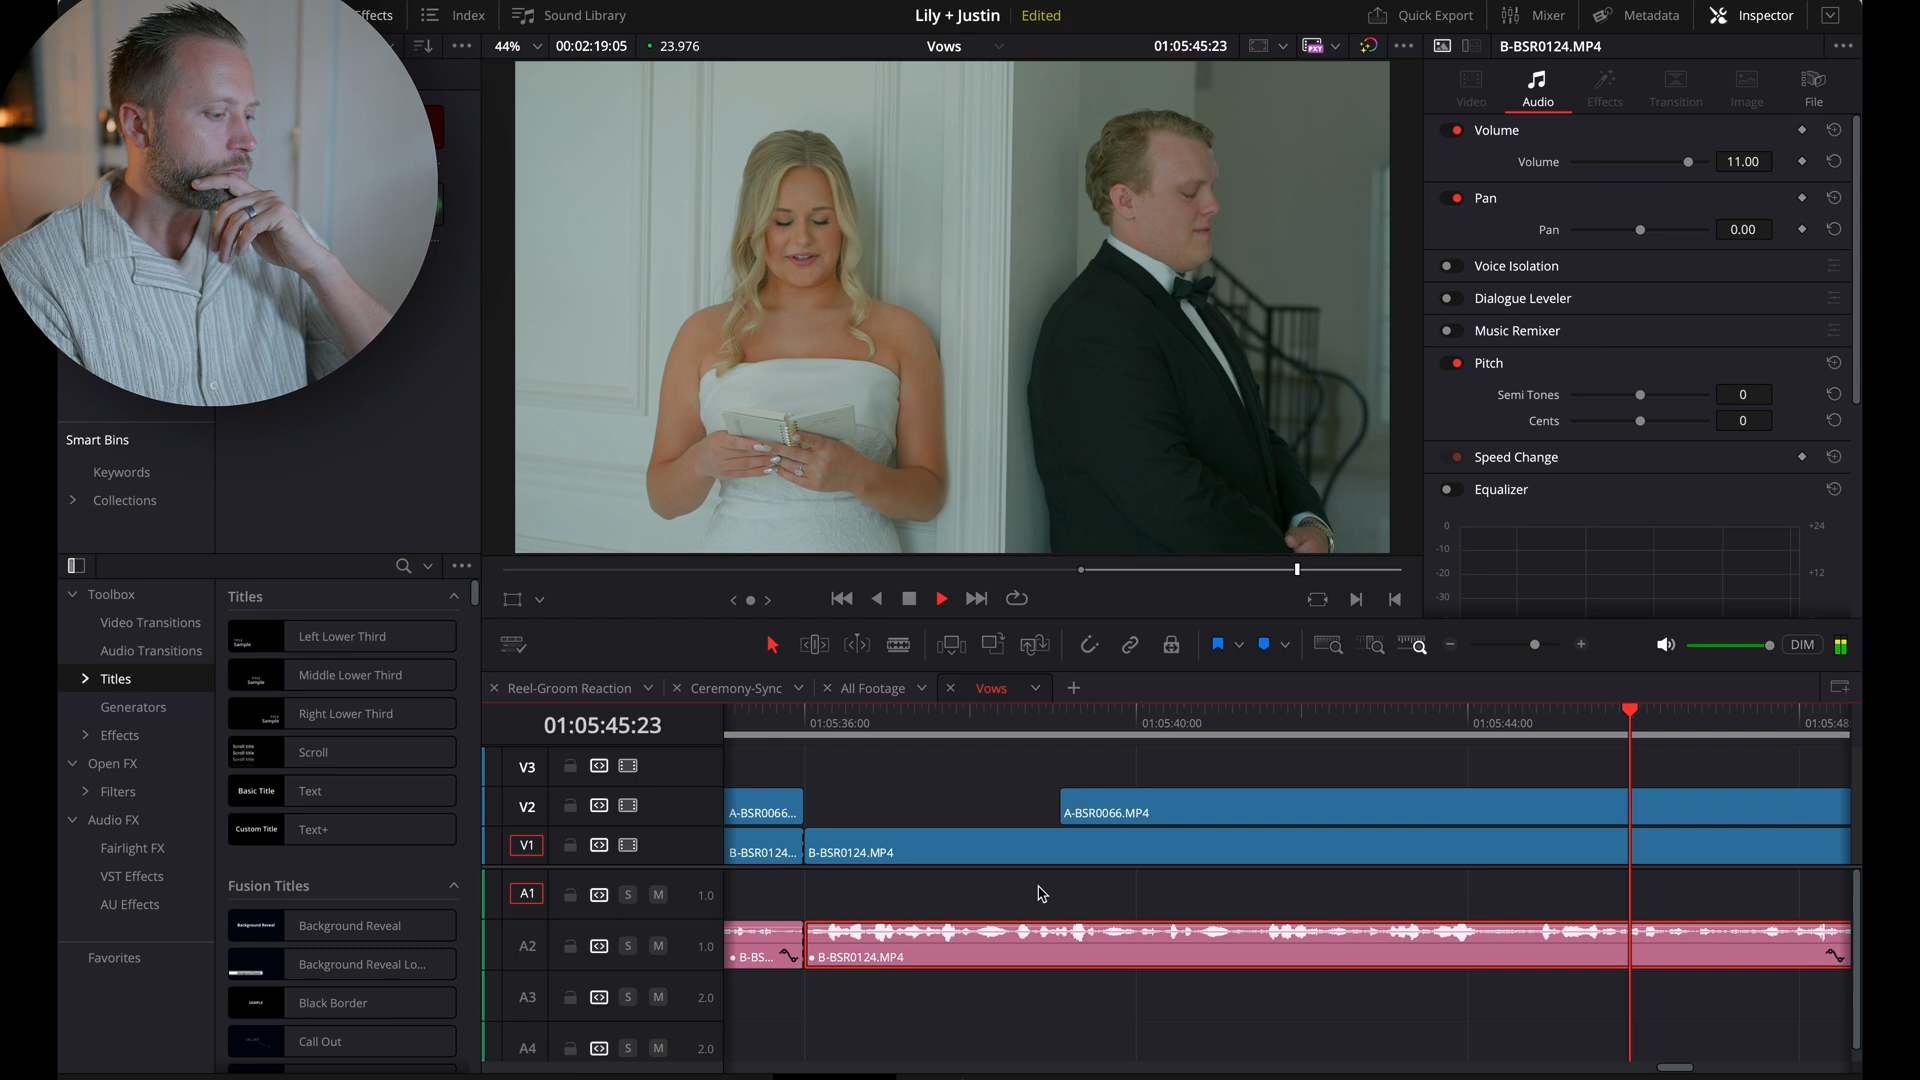 Effects
Index
Sound Library
Lily + Justin
Edited
Quick Export
Mixer
Metadata
Inspector
44%
00:02:19:05
23.976
Vows
01:05:45:23
PXY
B-BSR0124.MP4
Video
Audio
Effects
Transition
Image
File
Volume
Volume
11.00
Pan
Pan
0.00
Voice Isolation
Dialogue Leveler
Music Remixer
Pitch
Semi Tones
0
Cents
0
Speed Change
Equalizer
0
+24
-10
-20
+12
-30
Smart Bins
Keywords
Collections
Toolbox
Video Transitions
Audio Transitions
Titles
Generators
Effects
Open FX
Filters
Audio FX
Fairlight FX
VST Effects
AU Effects
Favorites
Titles
Left Lower Third
Sample
Middle Lower Third
Sample
Right Lower Third
Scroll
Basic Title
Text
Custom Title
Text+
Fusion Titles
Background Reveal
Background Reveal
Background Reveal Lo...
SAMPLE
Black Border
Call Out
DIM
Reel-Groom Reaction
Ceremony-Sync
All Footage
Vows
01:05:45:23
01:05:36:00
01:05:40:00
01:05:44:00
01:05:48:
V3
V2
A-BSR0066...
A-BSR0066.MP4
V1
B-BSR0124...
B-BSR0124.MP4
A1
S
M
1.0
A2
S
M
1.0
B-BS...
B-BSR0124.MP4
A3
S
M
2.0
A4
S
M
2.0